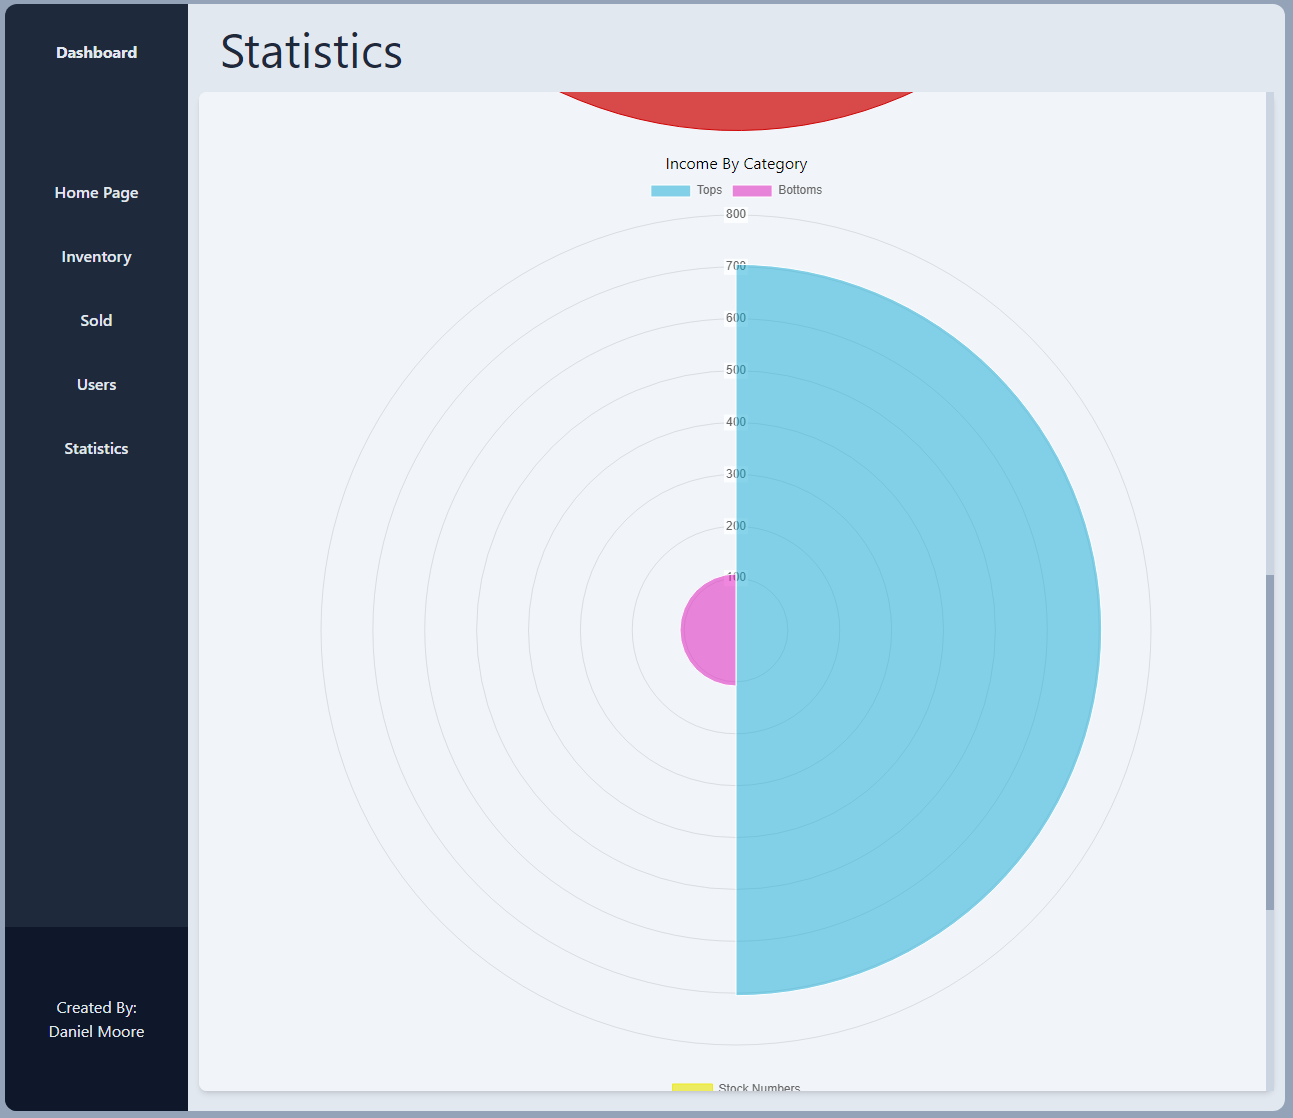 Dashboard
Home Page
Inventory
Sold
Users
Statistics
Created By:
Daniel Moore
Statistics
Income By Category
Tops Bottoms
800
700
600
500
400
300
200
100
Stock Numbers